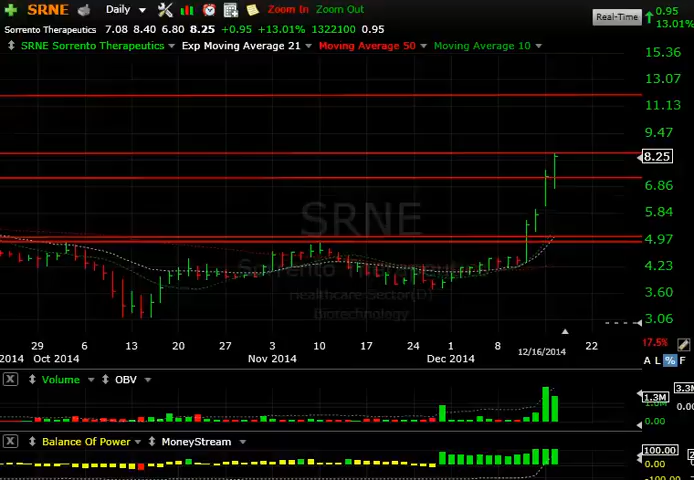 SRNE Daily Zoom In Zoom Out Real-Time 0.95
13.01%
Sorrento Therapeutics 7.08 8.40 6.80 8.25 +0.95 +13.01% 1322100 0.95
SRNE Sorrento Therapeutics Exp Moving Average 21 Moving Average 50 Moving Average 10
15.36
13.07
11.13
9.47
8.25
6.86
5.84
4.97
4.23
3.60
3.06
SRNE
Sorrento Therapeutics
Healthcare Sector(D)
Biotechnology
29 6 13 20 27 3 10 17 24 1 8 12/16/2014 22
2014 Oct 2014 Nov 2014 Dec 2014
17.5%
A L % F
X Volume OBV
1.3M
3.3M
0.00
X Balance Of Power MoneyStream
100.00
0.00
-100.00